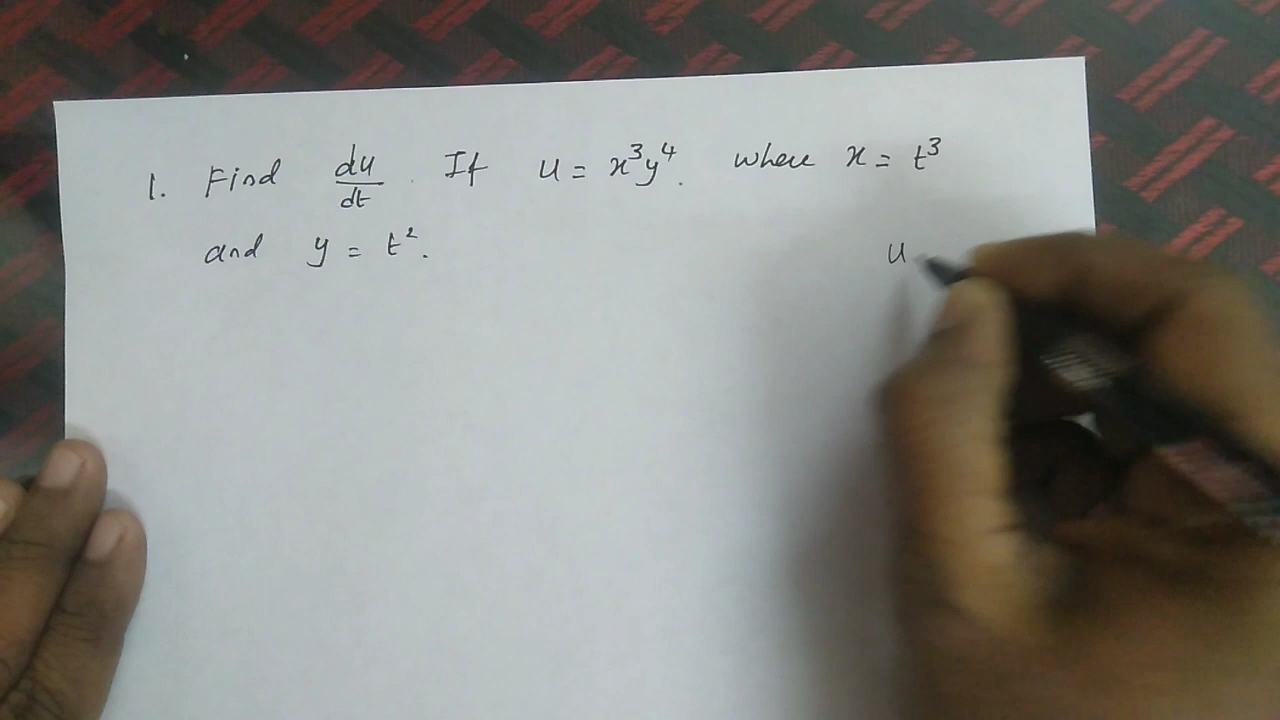 1. Find du/dt. If u = x³y⁴. where x = t³
and y = t².
u